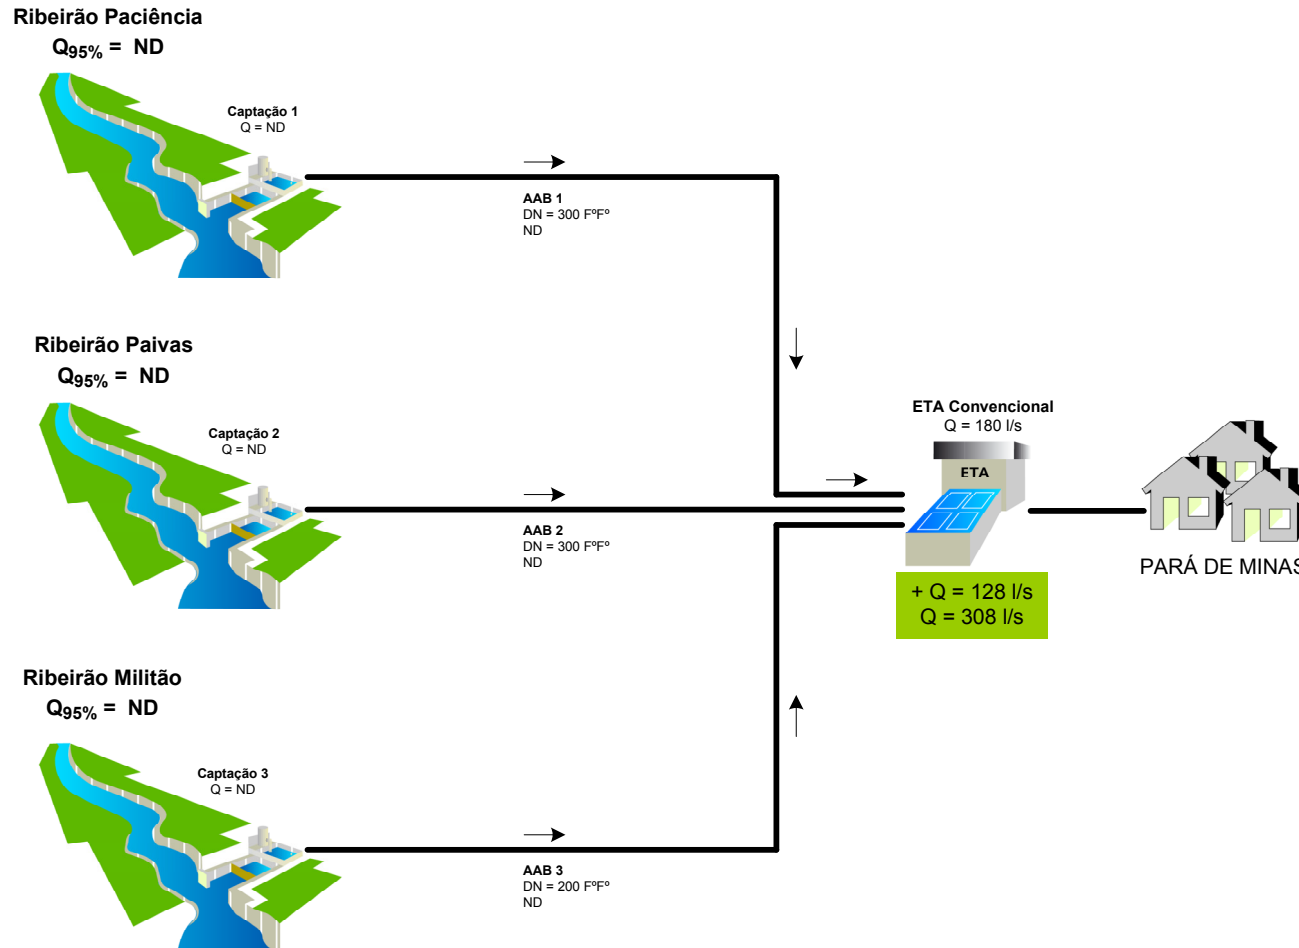 Ribeirão Paciência
Q95% = ND
Captação 1
Q = ND
AAB 1
DN = 300 FºFº
ND
Ribeirão Paivas
Q95% = ND
Captação 2
Q = ND
AAB 2
DN = 300 FºFº
ND
ETA Convencional
Q = 180 l/s
ETA
+ Q = 128 l/s
Q = 308 l/s
PARÁ DE MINAS
Ribeirão Militão
Q95% = ND
Captação 3
Q = ND
AAB 3
DN = 200 FºFº
ND